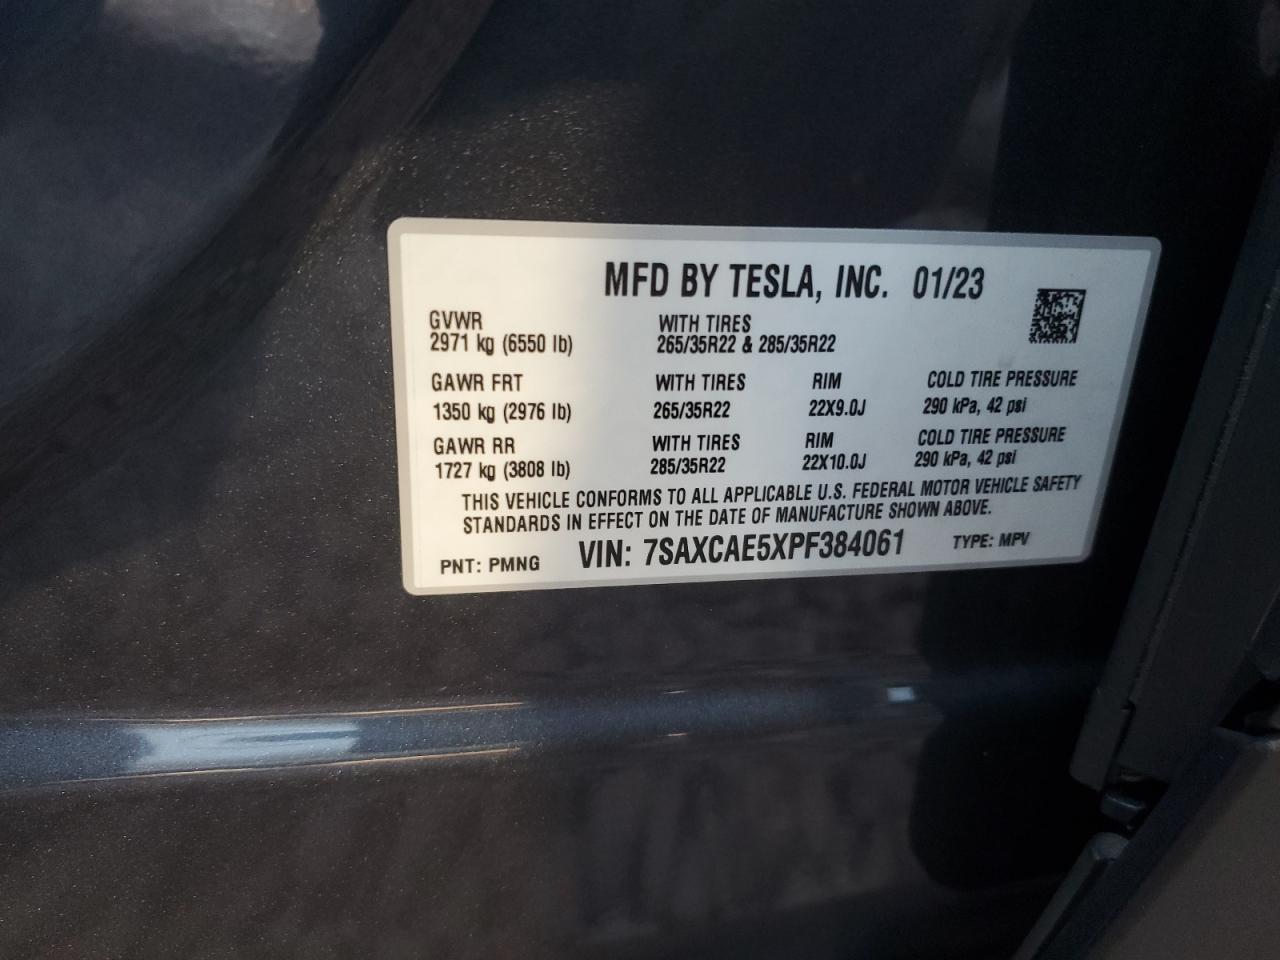 MFD BY TESLA, INC. 01/23
GVWR WITH TIRES
2971 kg (6550 lb) 265/35R22 & 285/35R22
GAWR FRT WITH TIRES RIM COLD TIRE PRESSURE
1350 kg (2976 lb) 265/35R22 22X9.0J 290 kPa, 42 psi
GAWR RR WITH TIRES RIM COLD TIRE PRESSURE
1727 kg (3808 lb) 285/35R22 22X10.0J 290 kPa, 42 psi
THIS VEHICLE CONFORMS TO ALL APPLICABLE U.S. FEDERAL MOTOR VEHICLE SAFETY
STANDARDS IN EFFECT ON THE DATE OF MANUFACTURE SHOWN ABOVE.
PNT: PMNG VIN: 7SAXCAE5XPF384061 TYPE: MPV